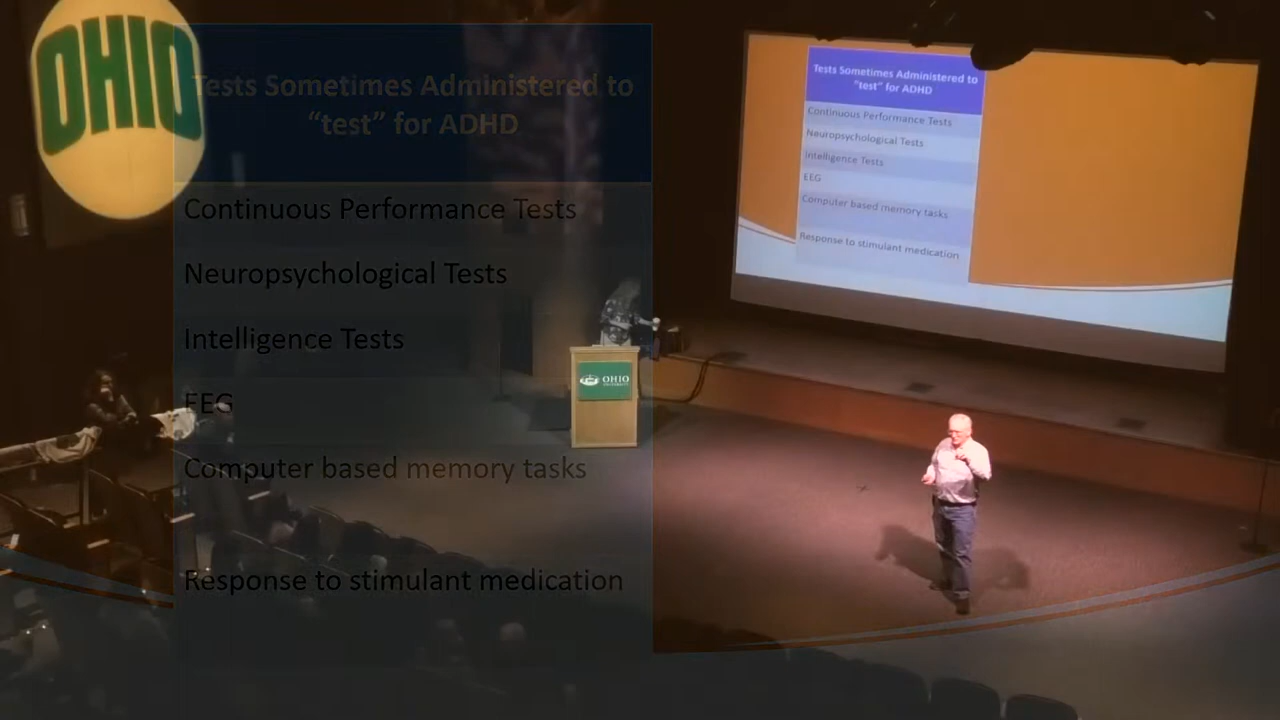 OHIO
Tests Sometimes Administered to
“test” for ADHD
Continuous Performance Tests
Neuropsychological Tests
Intelligence Tests
EEG
Computer based memory tasks
Response to stimulant medication
Tests Sometimes Administered to
“test” for ADHD
Continuous Performance Tests
Neuropsychological Tests
Intelligence Tests
EEG
Computer based memory tasks
Response to stimulant medication
OHIO
UNIVERSITY